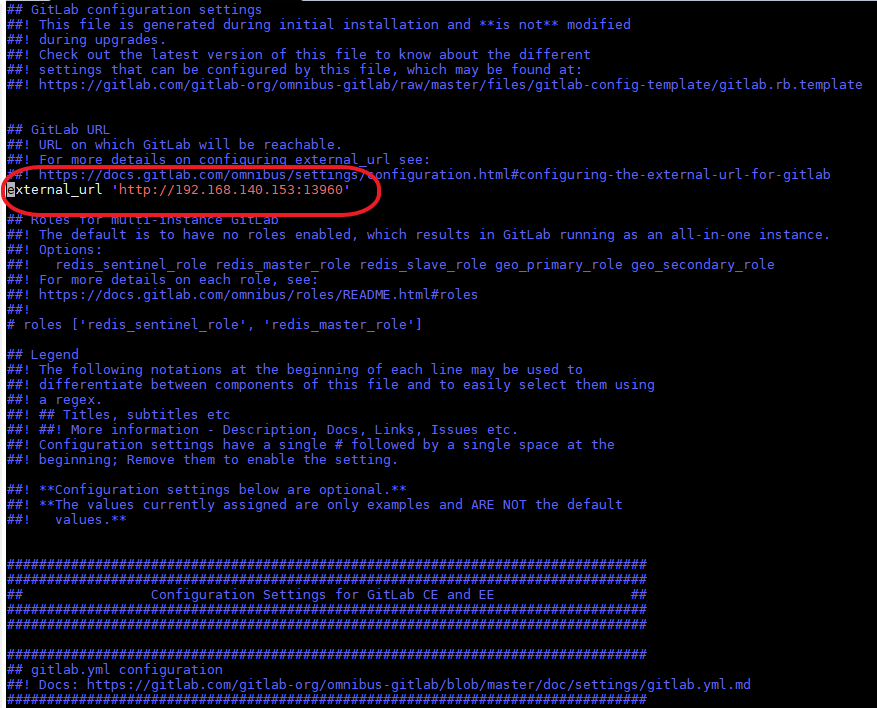 ## GitLab configuration settings
##! This file is generated during initial installation and **is not** modified
##! during upgrades.
##! Check out the latest version of this file to know about the different
##! settings that can be configured by this file, which may be found at:
##! https://gitlab.com/gitlab-org/omnibus-gitlab/raw/master/files/gitlab-config-template/gitlab.rb.template
## GitLab URL
##! URL on which GitLab will be reachable.
##! For more details on configuring external_url see:
##! https://docs.gitlab.com/omnibus/settings/configuration.html#configuring-the-external-url-for-gitlab
external_url 'http://192.168.140.153:13960'
## Roles for multi-instance GitLab
##! The default is to have no roles enabled, which results in GitLab running as an all-in-one instance.
##! Options:
##!   redis_sentinel_role redis_master_role redis_slave_role geo_primary_role geo_secondary_role
##! For more details on each role, see:
##! https://docs.gitlab.com/omnibus/roles/README.html#roles
##!
# roles ['redis_sentinel_role', 'redis_master_role']
## Legend
##! The following notations at the beginning of each line may be used to
##! differentiate between components of this file and to easily select them using
##! a regex.
##! ## Titles, subtitles etc
##! ##! More information - Description, Docs, Links, Issues etc.
##! Configuration settings have a single # followed by a single space at the
##! beginning; Remove them to enable the setting.
##! **Configuration settings below are optional.**
##! **The values currently assigned are only examples and ARE NOT the default
##!   values.**
################################################################################
################################################################################
##                Configuration Settings for GitLab CE and EE                 ##
################################################################################
################################################################################
################################################################################
## gitlab.yml configuration
##! Docs: https://gitlab.com/gitlab-org/omnibus-gitlab/blob/master/doc/settings/gitlab.yml.md
################################################################################